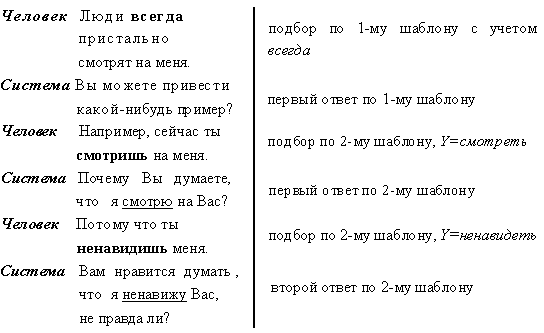 Человек Люди всегда
пристально
смотрят на меня.
подбор по 1-му шаблону с учетом
всегда
Система Вы можете привести
какой-нибудь пример?
первый ответ по 1-му шаблону
Человек Например, сейчас ты
смотришь на меня.
подбор по 2-му шаблону, Y=смотреть
Система Почему Вы думаете,
что я смотрю на Вас?
первый ответ по 2-му шаблону
Человек Потому что ты
ненавидишь меня.
подбор по 2-му шаблону, Y=ненавидеть
Система Вам нравится думать ,
что я ненавижу Вас,
не правда ли?
второй ответ по 2-му шаблону